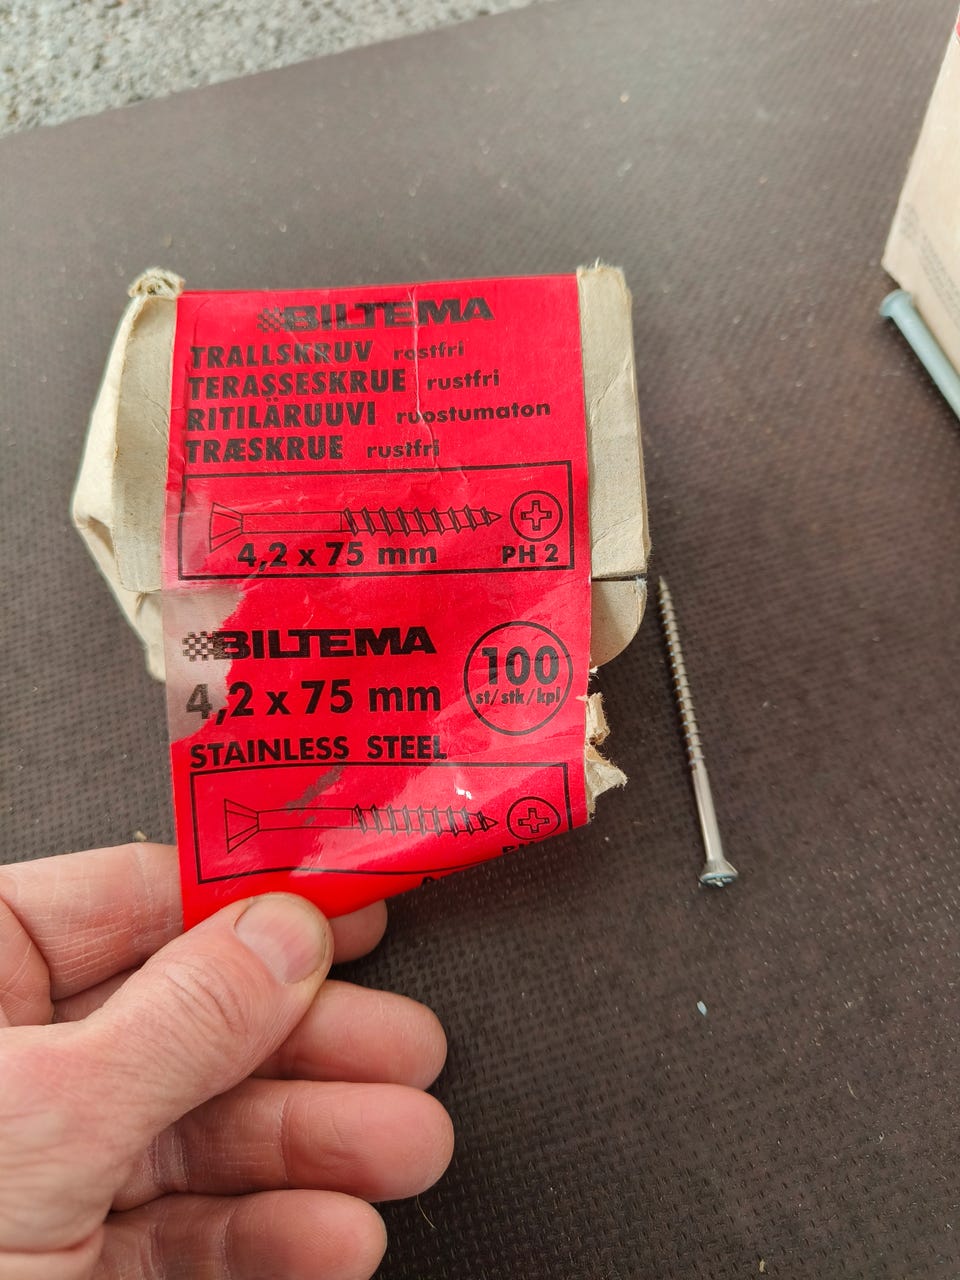 BILTEMA
TRALLSKRUV rostfri
TERASSESKRUE rustfri
RITILÄRUUVI ruostumaton
TRÆSKRUE rustfri
4,2 x 75 mm PH 2
BILTEMA
100
st/stk/kpl
4,2 x 75 mm
STAINLESS STEEL